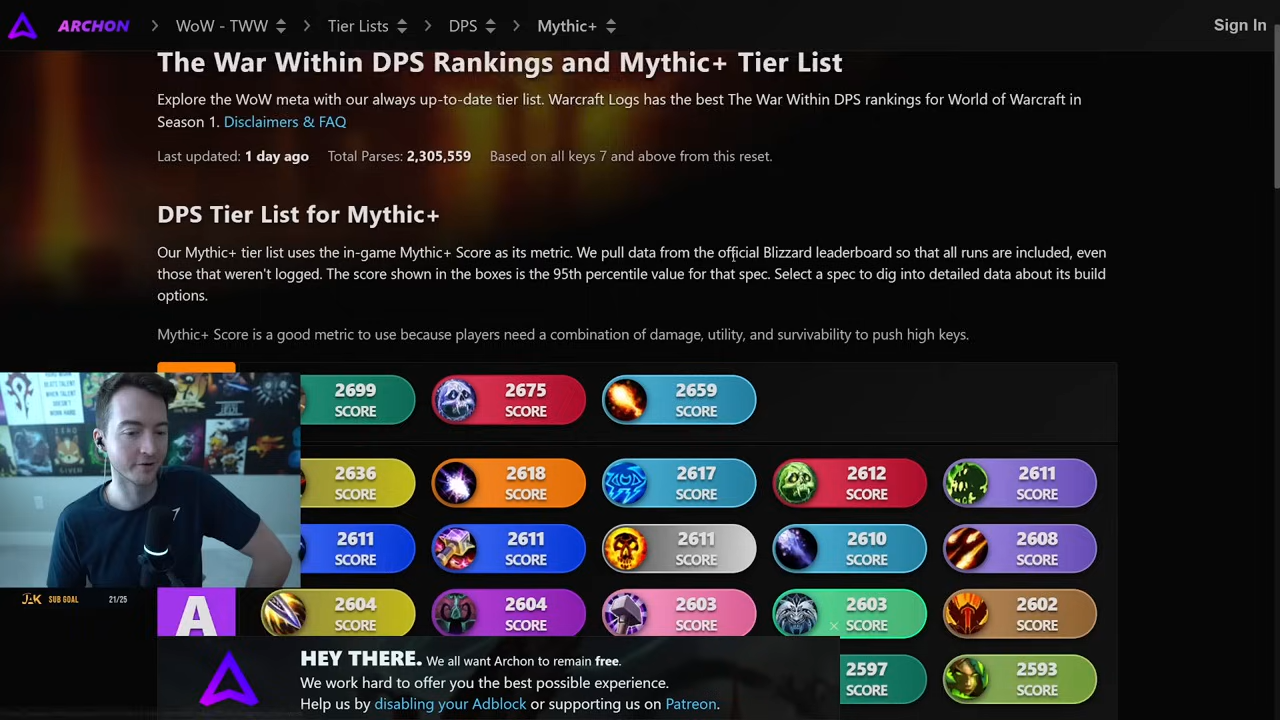 ARCHON WoW - TWW Tier Lists DPS Mythic+ Sign In
The War Within DPS Rankings and Mythic+ Tier List
Explore the WoW meta with our always up-to-date tier list. Warcraft Logs has the best The War Within DPS rankings for World of Warcraft in
Season 1. Disclaimers & FAQ
Last updated: 1 day ago Total Parses: 2,305,559 Based on all keys 7 and above from this reset.
DPS Tier List for Mythic+
Our Mythic+ tier list uses the in-game Mythic+ Score as its metric. We pull data from the official Blizzard leaderboard so that all runs are included, even
those that weren't logged. The score shown in the boxes is the 95th percentile value for that spec. Select a spec to dig into detailed data about its build
options.
Mythic+ Score is a good metric to use because players need a combination of damage, utility, and survivability to push high keys.
2699 2675 2659
SCORE SCORE SCORE
2636 2618 2617 2612 2611
SCORE SCORE SCORE SCORE SCORE
2611 2611 2611 2610 2608
SCORE SCORE SCORE SCORE SCORE
SUB GOAL 21/25
A
2604 2604 2603 2603 2602
SCORE SCORE SCORE SCORE SCORE
2597 2593
SCORE SCORE
HEY THERE. We all want Archon to remain free.
We work hard to offer you the best possible experience.
Help us by disabling your Adblock or supporting us on Patreon.